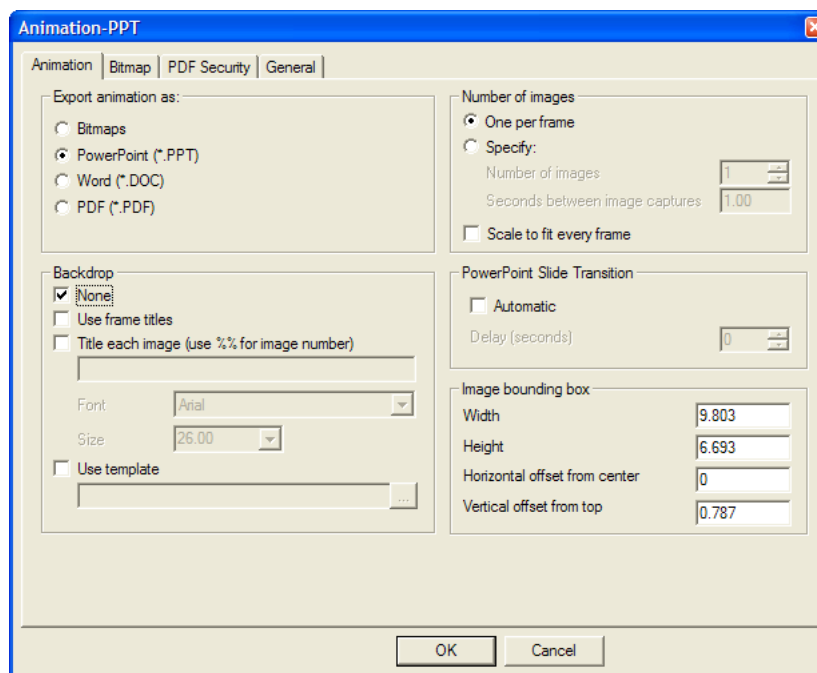 Animation-PPT
Animation
Bitmap
PDF Security
General
Export animation as:
Bitmaps
PowerPoint (*.PPT)
Word (*.DOC)
PDF (*.PDF)
Backdrop
None
Use frame titles
Title each image (use %% for image number)
Font
Arial
Size
26.00
Use template
...
Number of images
One per frame
Specify:
Number of images
1
Seconds between image captures
1.00
Scale to fit every frame
PowerPoint Slide Transition
Automatic
Delay (seconds)
0
Image bounding box
Width
9.803
Height
6.693
Horizontal offset from center
0
Vertical offset from top
0.787
OK
Cancel